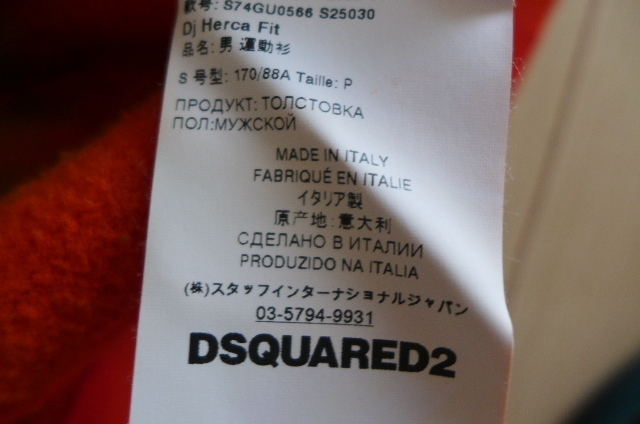 款号: S74GU0566 S25030
Dj Herca Fit
品名: 男 運動衫
S 号型: 170/88A Taille: P
ПРОДУКТ: ТОЛСТОВКА
ПОЛ:МУЖСКОЙ
MADE IN ITALY
FABRIQUÉ EN ITALIE
イタリア製
原产地: 意大利
СДЕЛАНО В ИТАЛИИ
PRODUZIDO NA ITALIA
(株)スタッフインターナショナルジャパン
03-5794-9931
DSQUARED2